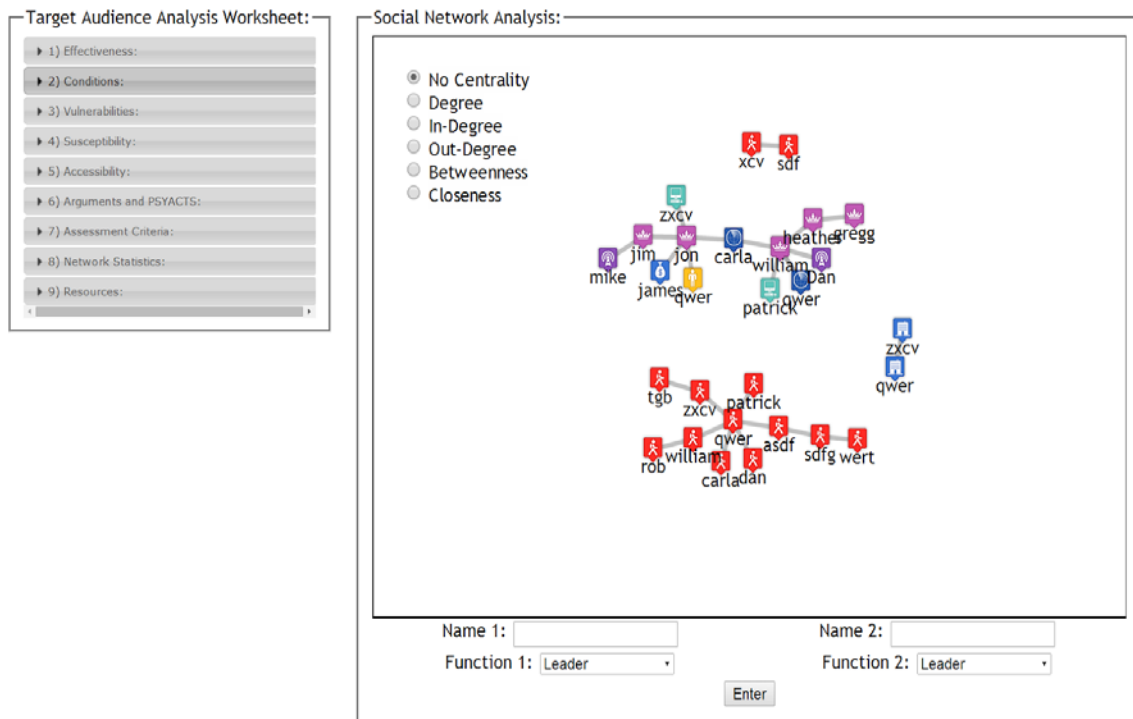 Target Audience Analysis Worksheet:
1) Effectiveness:
2) Conditions:
3) Vulnerabilities:
4) Susceptibility:
5) Accessibility:
6) Arguments and PSYACTS:
7) Assessment Criteria:
8) Network Statistics:
9) Resources:
Social Network Analysis:
No Centrality
Degree
In-Degree
Out-Degree
Betweenness
Closeness
xcv sdf
zxcv
heather gregg
jim jon carla william
mike Dan
james qwer patrick qwer
zxcv
qwer
tgb zxcv patrick
qwer asdf
rob william sdfg wert
carla dan
Name 1: Name 2:
Function 1: Leader Function 2: Leader
Enter